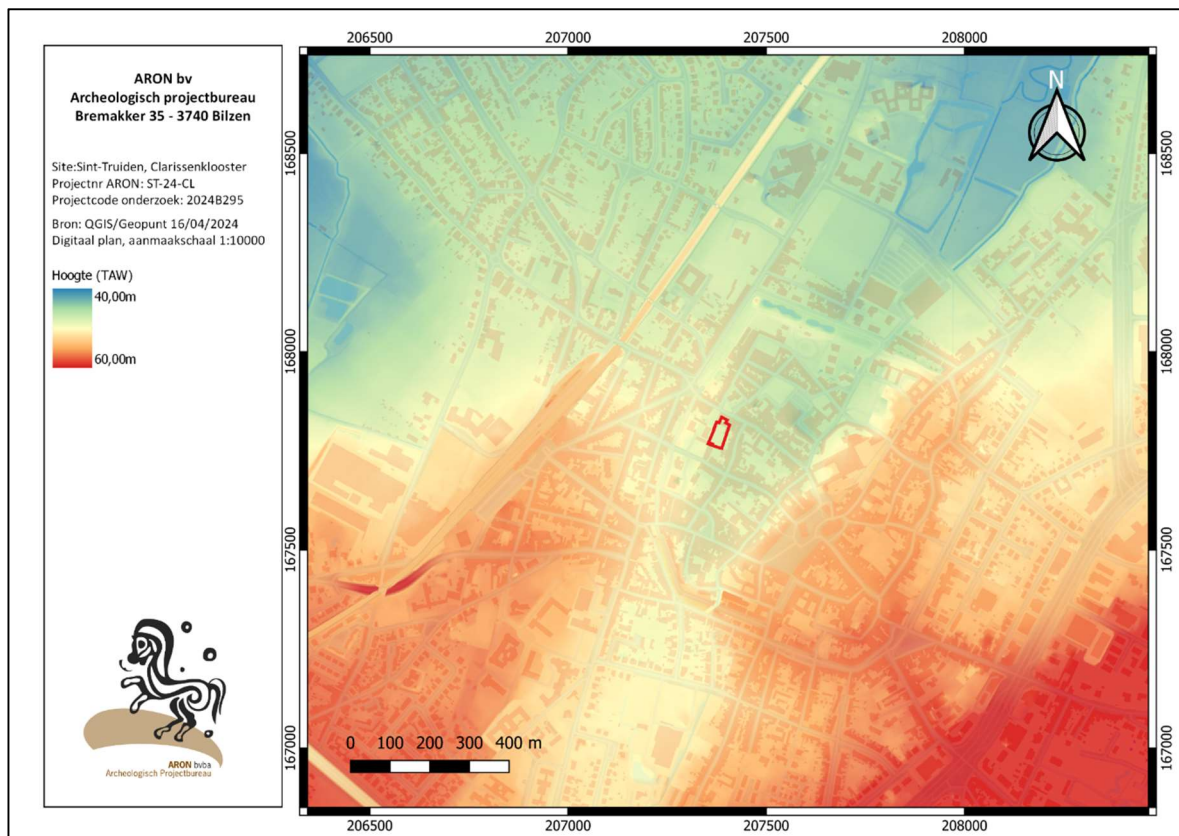 ARON bv
Archeologisch projectbureau
Bremakker 35 - 3740 Bilzen
Site:Sint-Truiden, Clarissenklooster
Projectnr ARON: ST-24-CL
Projectcode onderzoek: 2024B295
Bron: QGIS/Geopunt 16/04/2024
Digitaal plan, aanmaakschaal 1:10000
Hoogte (TAW)
40,00m
60,00m
ARON bvba
Archeologisch Projectbureau
206500 207000 207500 208000
168500 168500
168000 168000
167500 167500
167000 167000
N
0 100 200 300 400 m
206500 207000 207500 208000